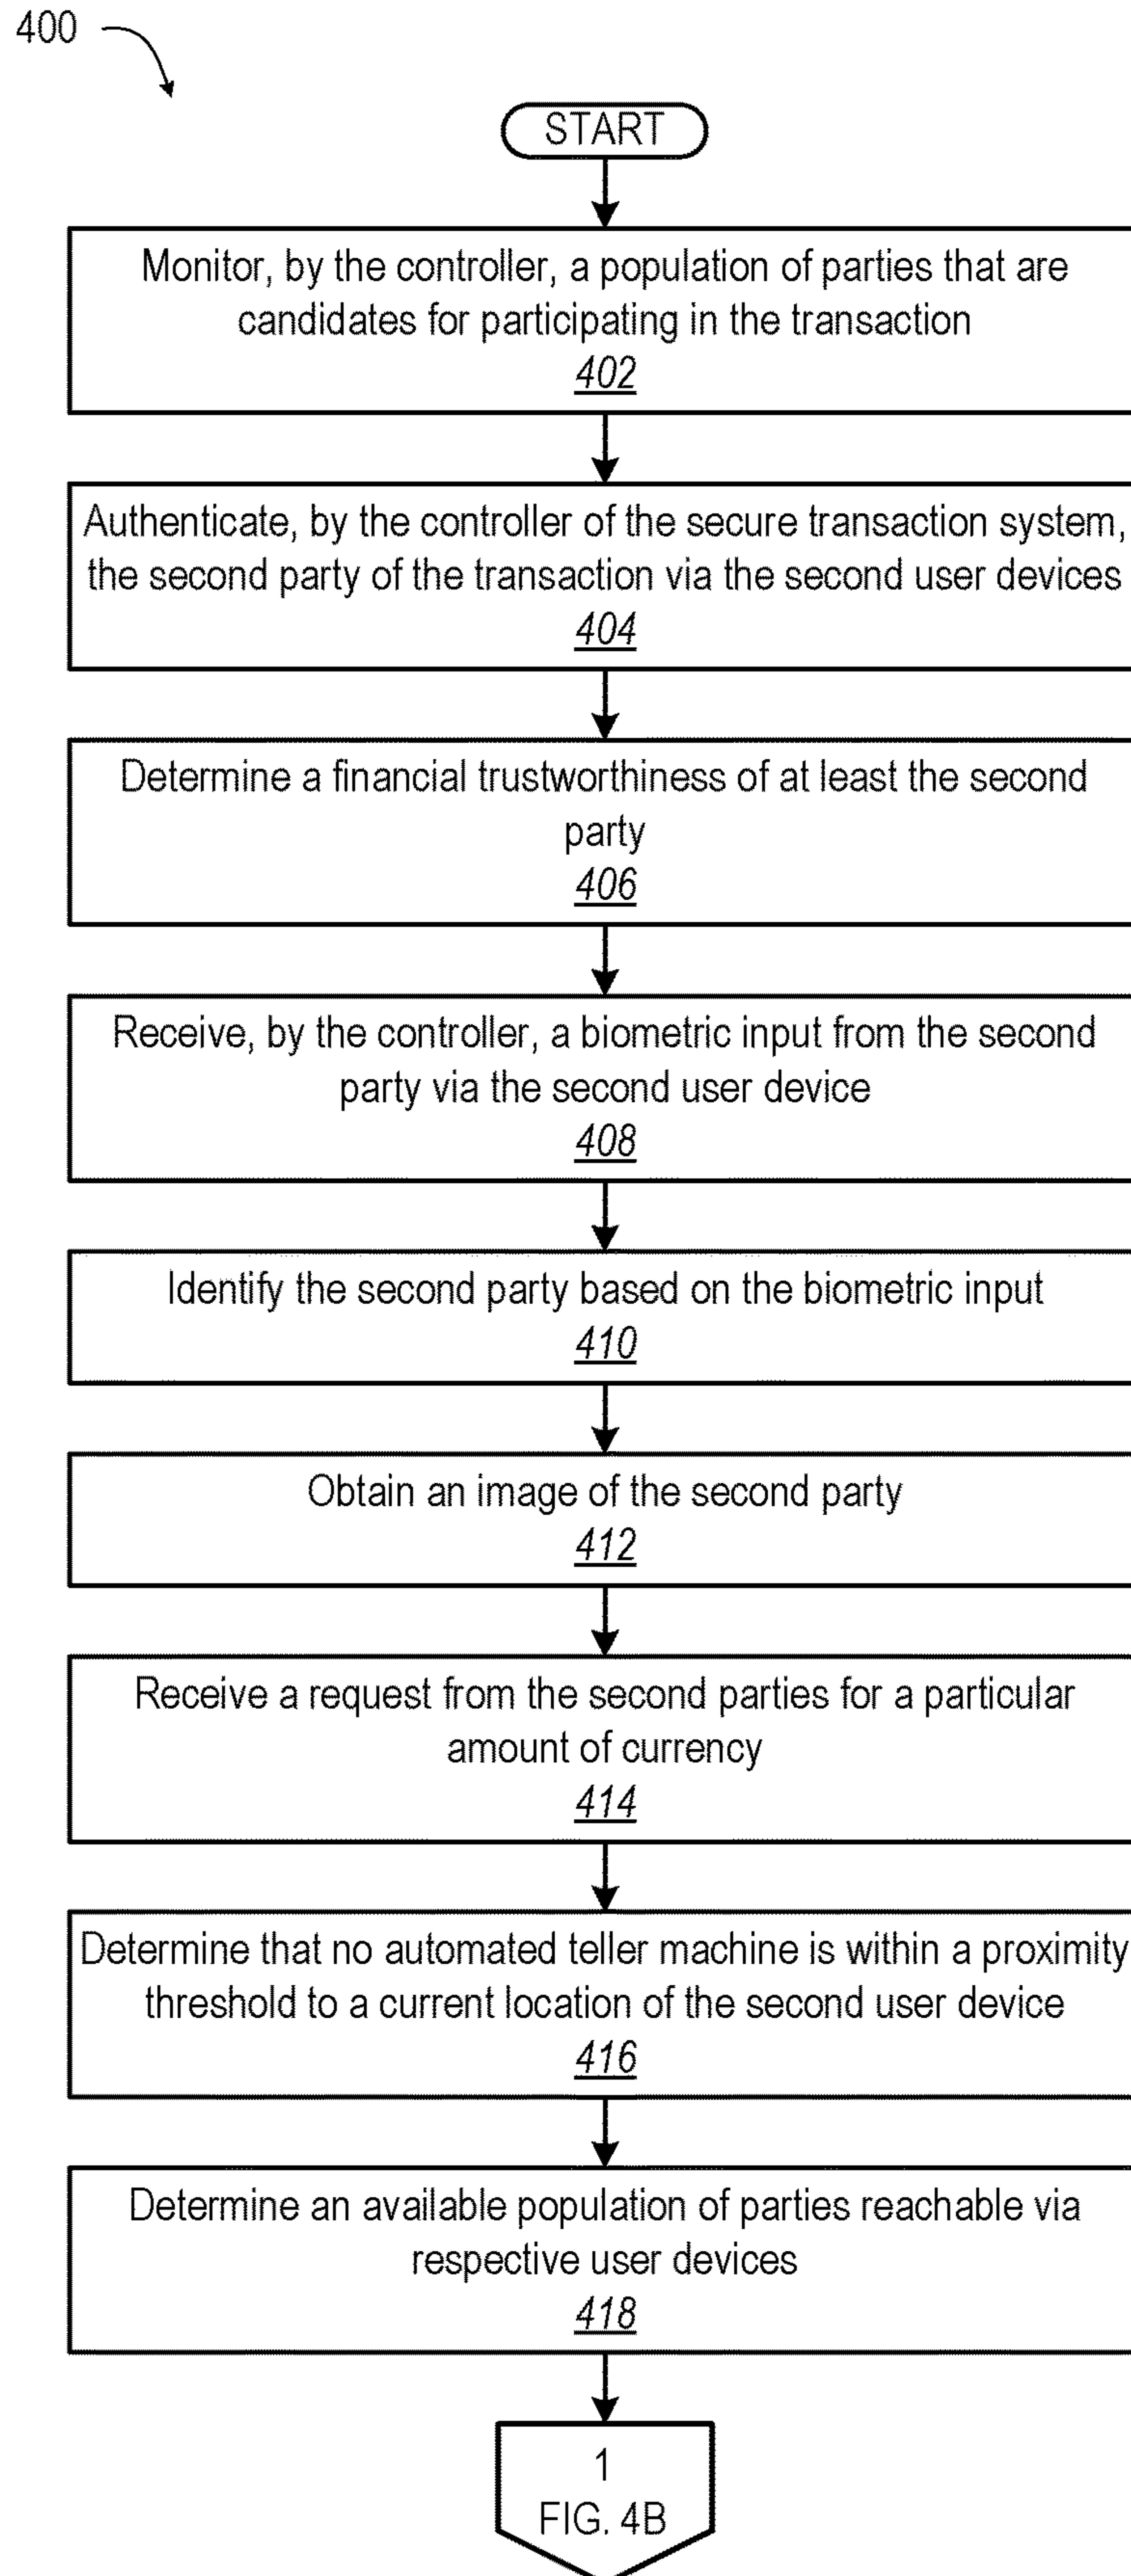 400
START
Monitor, by the controller, a population of parties that are
candidates for participating in the transaction
402
Authenticate, by the controller of the secure transaction system,
the second party of the transaction via the second user devices
404
Determine a financial trustworthiness of at least the second
party
406
Receive, by the controller, a biometric input from the second
party via the second user device
408
Identify the second party based on the biometric input
410
Obtain an image of the second party
412
Receive a request from the second parties for a particular
amount of currency
414
Determine that no automated teller machine is within a proximity
threshold to a current location of the second user device
416
Determine an available population of parties reachable via
respective user devices
418
1
FIG. 4B